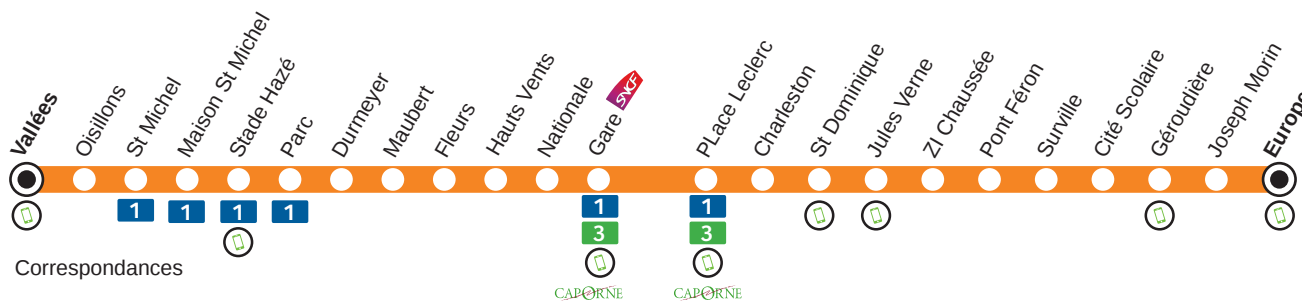 Vallées
Oisillons
St Michel
Maison St Michel
Stade Hazé
Parc
Durmeyer
Maubert
Fleurs
Hauts Vents
Nationale
Gare
SNCF
PLace Leclerc
Charleston
St Dominique
Jules Verne
ZI Chaussée
Pont Féron
Surville
Cité Scolaire
Géroudière
Joseph Morin
Europe
1
1
1
1
1
1
3
3
Correspondances
CAPORNE
CAPORNE